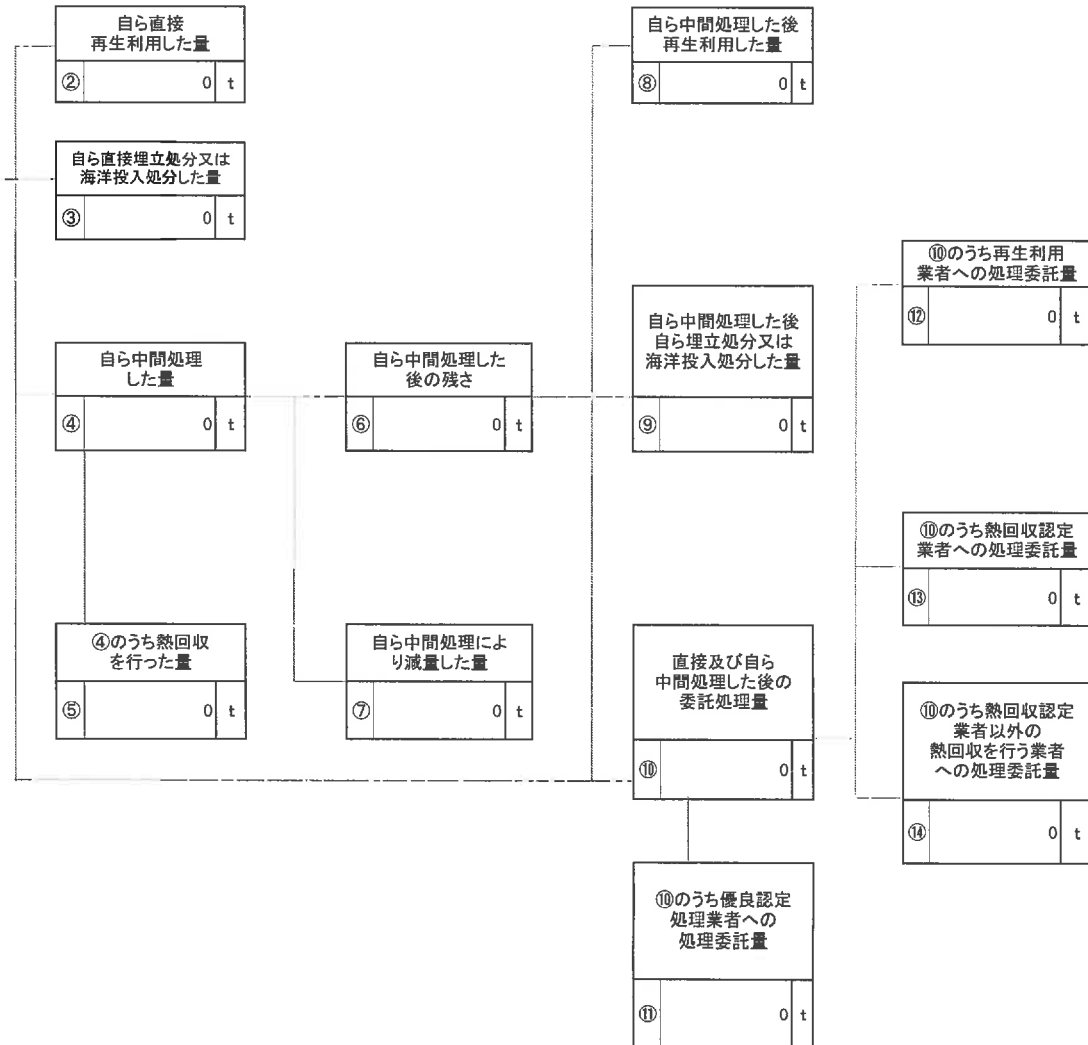 自ら直接
再生利用した量
② 0 t
自ら中間処理した後
再生利用した量
⑧ 0 t
自ら直接埋立処分又は
海洋投入処分した量
③ 0 t
⑩のうち再生利用
業者への処理委託量
⑫ 0 t
自ら中間処理
した量
④ 0 t
自ら中間処理した
後の残さ
⑥ 0 t
自ら中間処理した後
自ら埋立処分又は
海洋投入処分した量
⑨ 0 t
⑩のうち熱回収認定
業者への処理委託量
⑬ 0 t
④のうち熱回収
を行った量
⑤ 0 t
自ら中間処理によ
り減量した量
⑦ 0 t
直接及び自ら
中間処理した後の
委託処理量
⑩ 0 t
⑩のうち熱回収認定
業者以外の
熱回収を行う業者
への処理委託量
⑭ 0 t
⑩のうち優良認定
処理業者への
処理委託量
⑪ 0 t